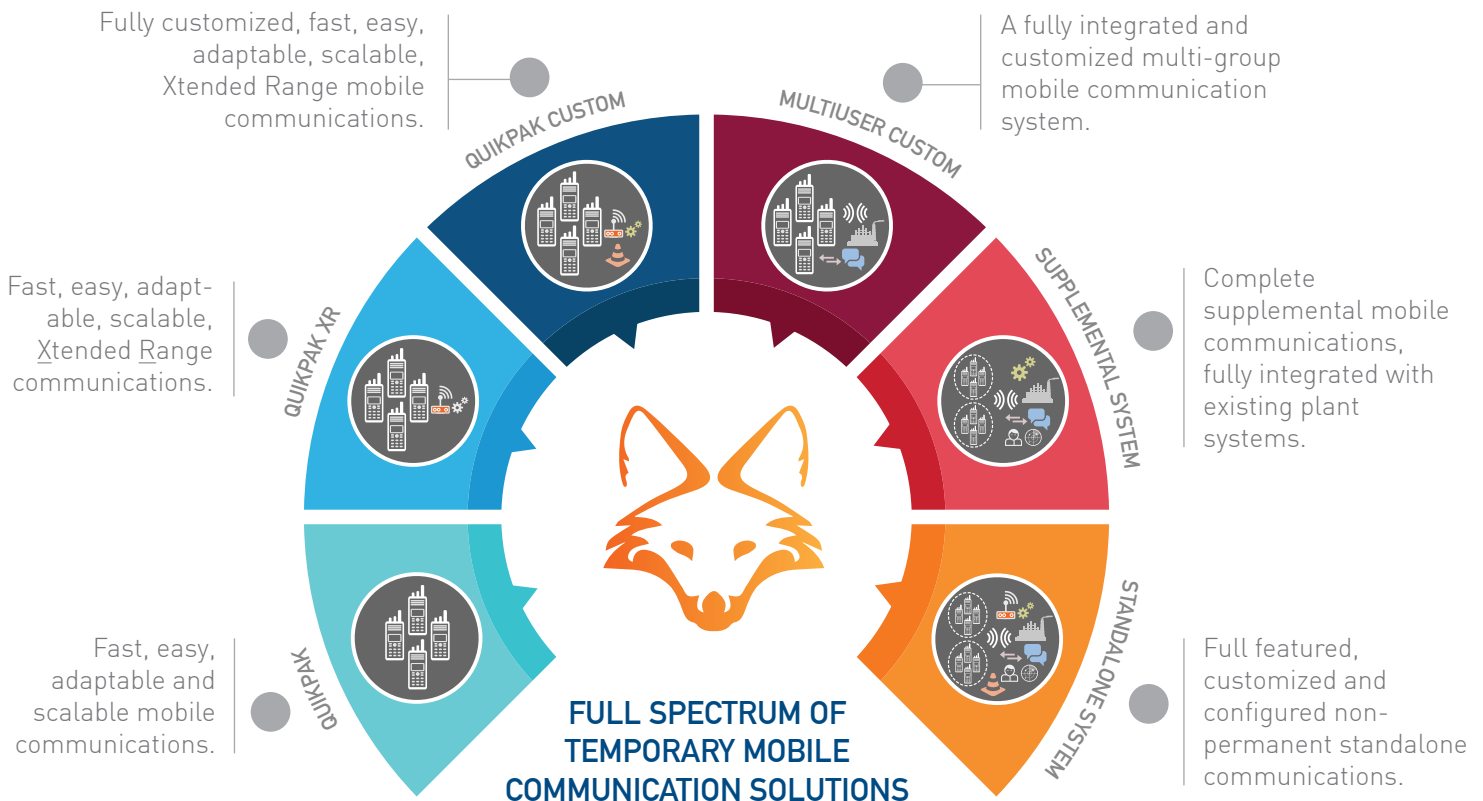 Fully customized, fast, easy,
adaptable, scalable,
Xtended Range mobile
communications.
A fully integrated and
customized multi-group
mobile communication
system.
QUIKPAK CUSTOM
MULTIUSER CUSTOM
Fast, easy, adapt-
able, scalable,
Xtended Range
communications.
QUIKPAK XR
SUPPLEMENTAL SYSTEM
Complete
supplemental mobile
communications,
fully integrated with
existing plant
systems.
Fast, easy,
adaptable and
scalable mobile
communications.
QUIKPAK
STANDALONE SYSTEM
Full featured,
customized and
configured non-
permanent standalone
communications.
FULL SPECTRUM OF
TEMPORARY MOBILE
COMMUNICATION SOLUTIONS